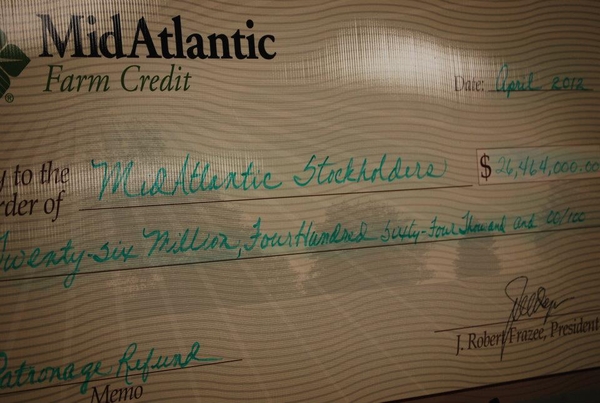 MidAtlantic
Farm Credit
®
Date: April 2012
y to the
rder of
MidAtlantic Stockholders
$ 26,464,000.00
Twenty-six Million, Four Hundred Sixty-Four Thousand and 00/100
J. Robert Frazee, President
Patronage Refund
Memo